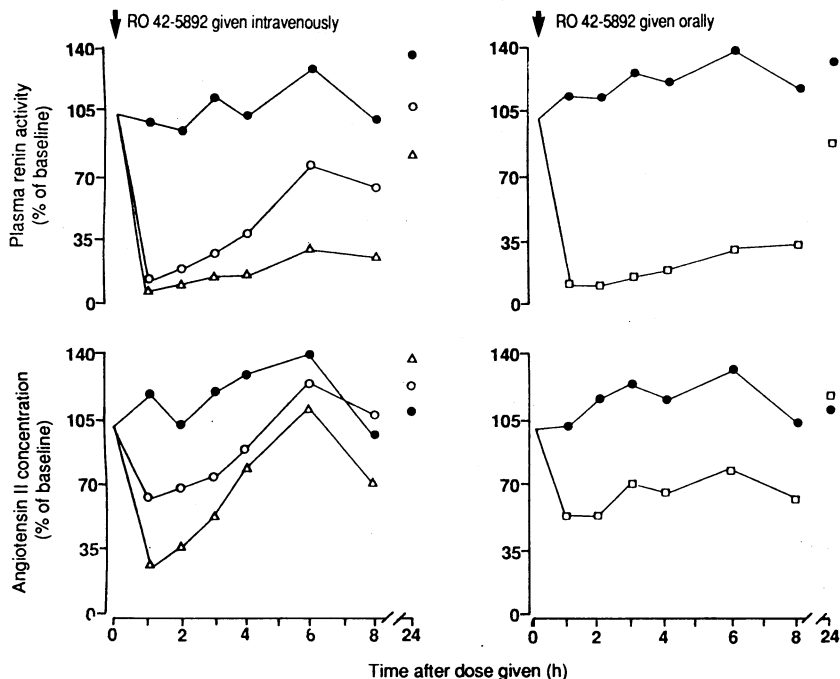 RO 42-5892 given intravenously
RO 42-5892 given orally
Plasma renin activity
(% of baseline)
140
105
70
35
0
140
105
70
35
0
Angiotensin II concentration
(% of baseline)
140
105
70
35
0
140
105
70
35
0
0 2 4 6 8 24
0 2 4 6 8 24
Time after dose given (h)